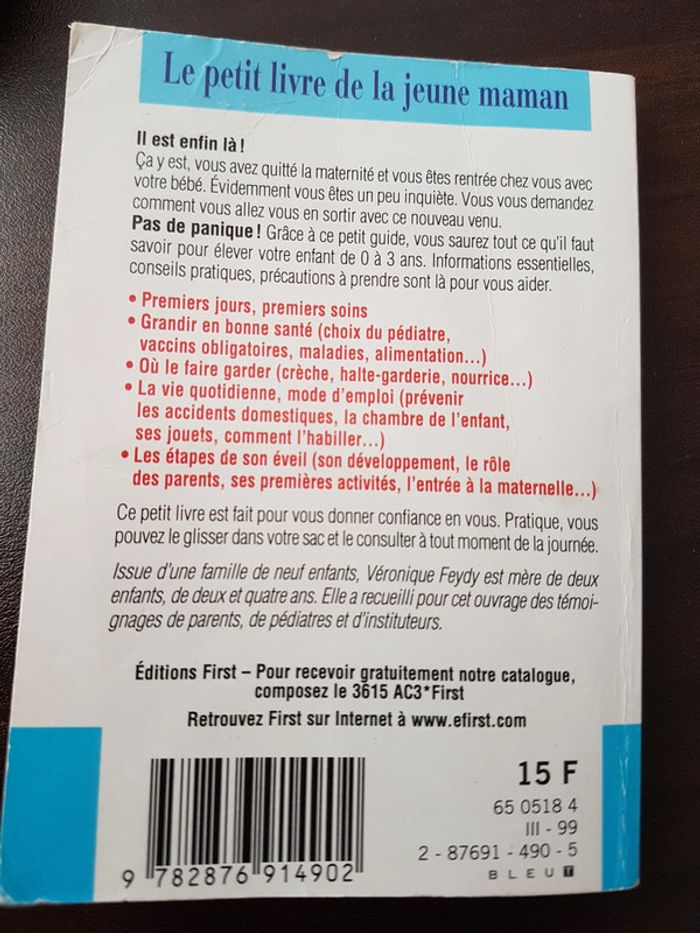 Le petit livre de la jeune maman
Il est enfin là !
Ça y est, vous avez quitté la maternité et vous êtes rentrée chez vous avec
votre bébé. Évidemment vous êtes un peu inquiète. Vous vous demandez
comment vous allez vous en sortir avec ce nouveau venu.
Pas de panique ! Grâce à ce petit guide, vous saurez tout ce qu'il faut
savoir pour élever votre enfant de 0 à 3 ans. Informations essentielles,
conseils pratiques, précautions à prendre sont là pour vous aider.
• Premiers jours, premiers soins
• Grandir en bonne santé (choix du pédiatre,
vaccins obligatoires, maladies, alimentation...)
• Où le faire garder (crèche, halte-garderie, nourrice...)
• La vie quotidienne, mode d'emploi (prévenir
les accidents domestiques, la chambre de l'enfant,
ses jouets, comment l'habiller...)
• Les étapes de son éveil (son développement, le rôle
des parents, ses premières activités, l'entrée à la maternelle...)
Ce petit livre est fait pour vous donner confiance en vous. Pratique, vous
pouvez le glisser dans votre sac et le consulter à tout moment de la journée.
Issue d'une famille de neuf enfants, Véronique Feydy est mère de deux
enfants, de deux et quatre ans. Elle a recueilli pour cet ouvrage des témoi-
gnages de parents, de pédiatres et d'instituteurs.
Éditions First – Pour recevoir gratuitement notre catalogue,
composez le 3615 AC3*First
Retrouvez First sur Internet à www.efirst.com
15 F
65 0518 4
III - 99
2 - 87691 - 490 - 5
BLEU T
9 782876 914902